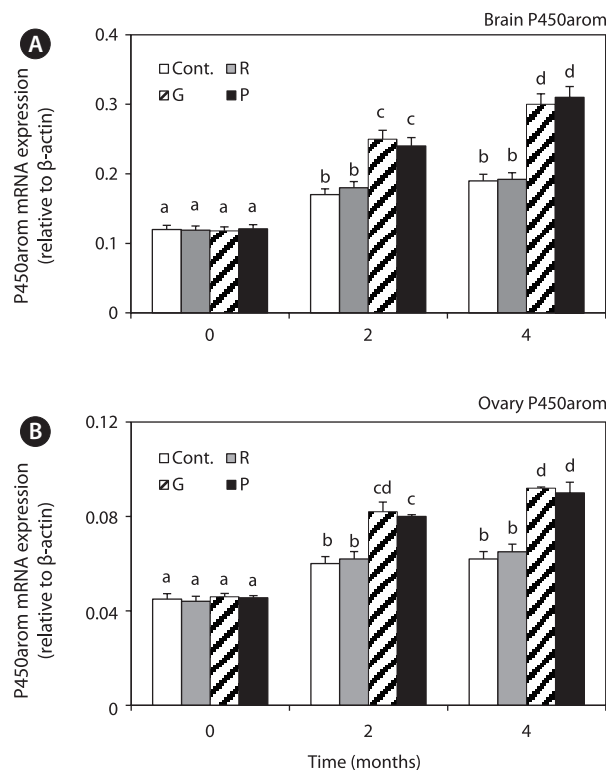 Brain P450arom
A
P450arom mRNA expression
(relative to β-actin)
0.4
0.3
0.2
0.1
0
Cont. R
G P
a a a a
b b c c
b b d d
0 2 4
Ovary P450arom
B
P450arom mRNA expression
(relative to β-actin)
0.12
0.08
0.04
0
Cont. R
G P
a a a a
b b cd c
b b d d
0 2 4
Time (months)